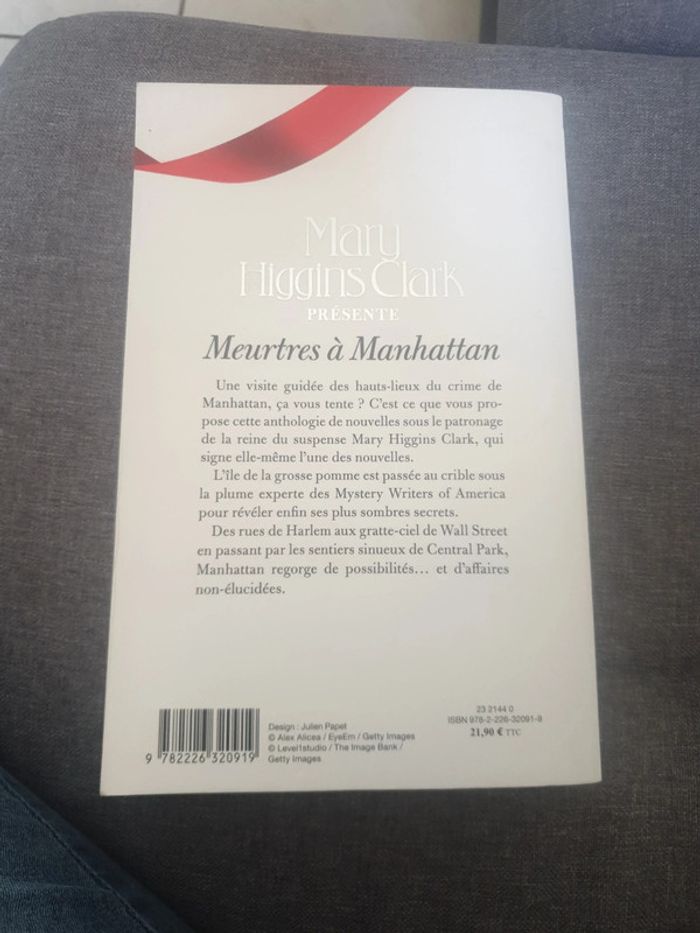 Mary
Higgins Clark
PRÉSENTE
Meurtres à Manhattan
Une visite guidée des hauts-lieux du crime de
Manhattan, ça vous tente ? C'est ce que vous pro-
pose cette anthologie de nouvelles sous le patronage
de la reine du suspense Mary Higgins Clark, qui
signe elle-même l'une des nouvelles.
L'île de la grosse pomme est passée au crible sous
la plume experte des Mystery Writers of America
pour révéler enfin ses plus sombres secrets.
Des rues de Harlem aux gratte-ciel de Wall Street
en passant par les sentiers sinueux de Central Park,
Manhattan regorge de possibilités... et d'affaires
non-élucidées.
9 782226 320919
Design : Julien Papet
© Alex Alicea / EyeEm / Getty Images
© Level1studio / The Image Bank /
Getty Images
23 2144 0
ISBN 978-2-226-32091-9
21,90 € TTC